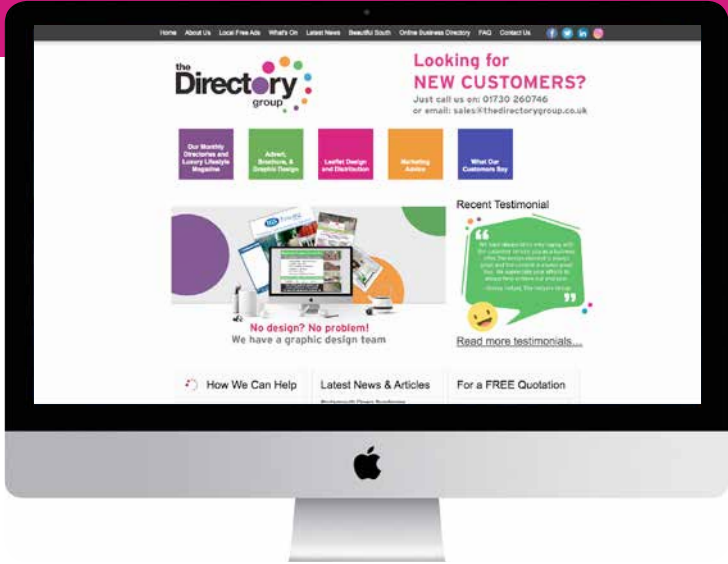 Home About Us Local Free Ads What's On Latest News Beautiful South Online Business Directory FAQ Contact Us
the
Directory
group
Looking for
NEW CUSTOMERS?
Just call us on: 01730 260746
or email: sales@thedirectorygroup.co.uk
Our Monthly
Directories and
Luxury Lifestyle
Magazine
Advert,
Brochure, &
Graphic Design
Leaflet Design
and Distribution
Marketing
Advice
What Our
Customers Say
Recent Testimonial
No design? No problem!
We have a graphic design team
Read more testimonials...
How We Can Help
Latest News & Articles
For a FREE Quotation